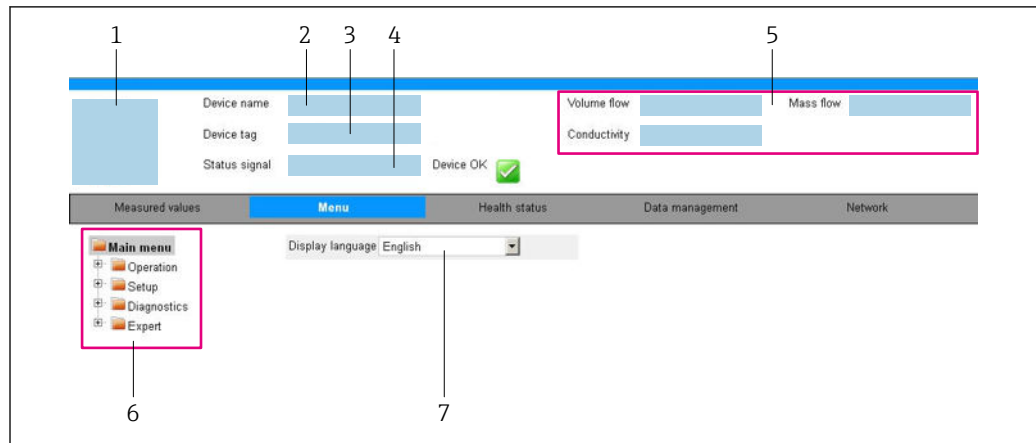 1 2 3 4 5
Device name
Volume flow Mass flow
Device tag
Conductivity
Status signal Device OK
Measured values Menu Health status Data management Network
Main menu
Display language English
Operation
Setup
Diagnostics
Expert
6 7